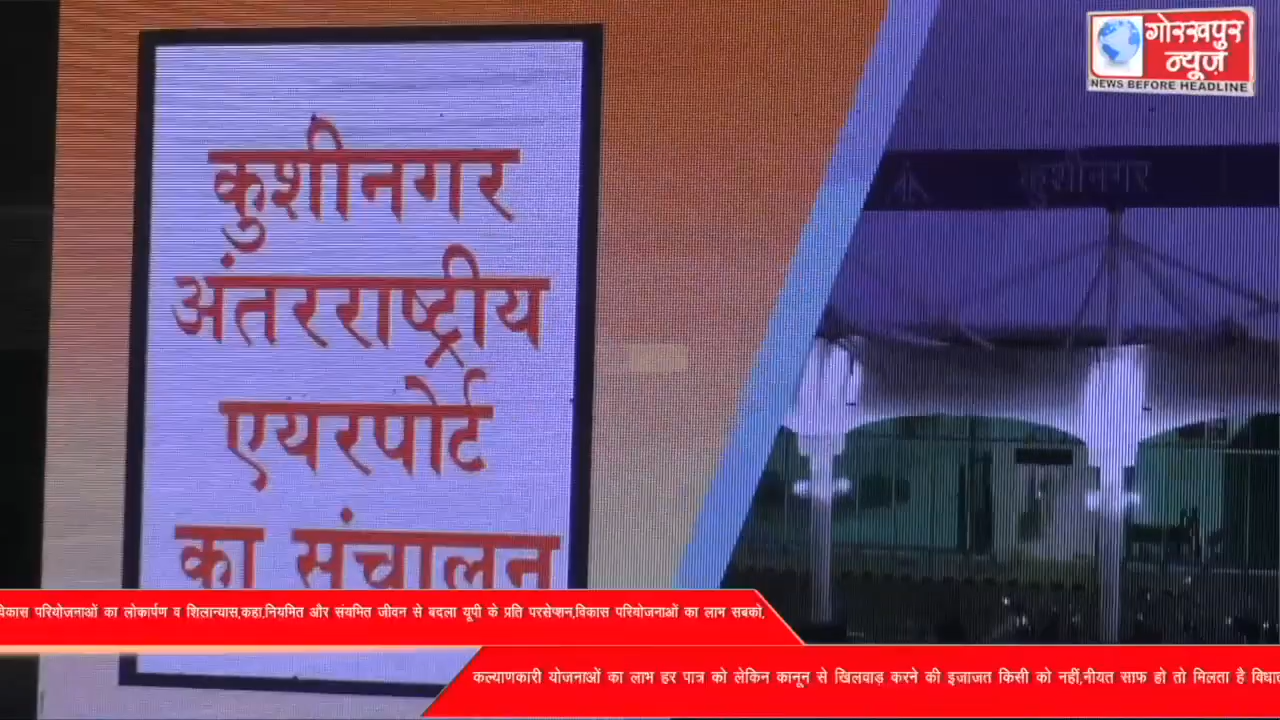 गोरखपुर
न्यूज़
NEWS BEFORE HEADLINE
कुशीनगर
कुशीनगर
अंतरराष्ट्रीय
एयरपोर्ट
का संचालन
विकास परियोजनाओं का लोकार्पण व शिलान्यास,कहा,नियमित और संयमित जीवन से बदला यूपी के प्रति परसेप्शन,विकास परियोजनाओं का लाभ सबको,
कल्याणकारी योजनाओं का लाभ हर पात्र को लेकिन कानून से खिलवाड़ करने की इजाजत किसी को नहीं,नीयत साफ हो तो मिलता है